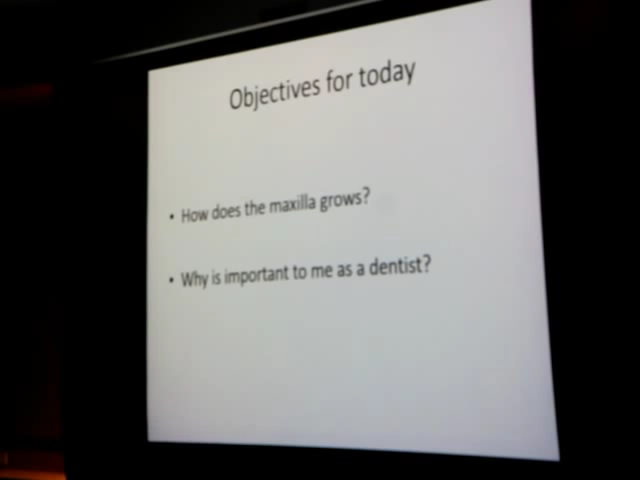 Objectives for today
• How does the maxilla grows?
• Why is important to me as a dentist?